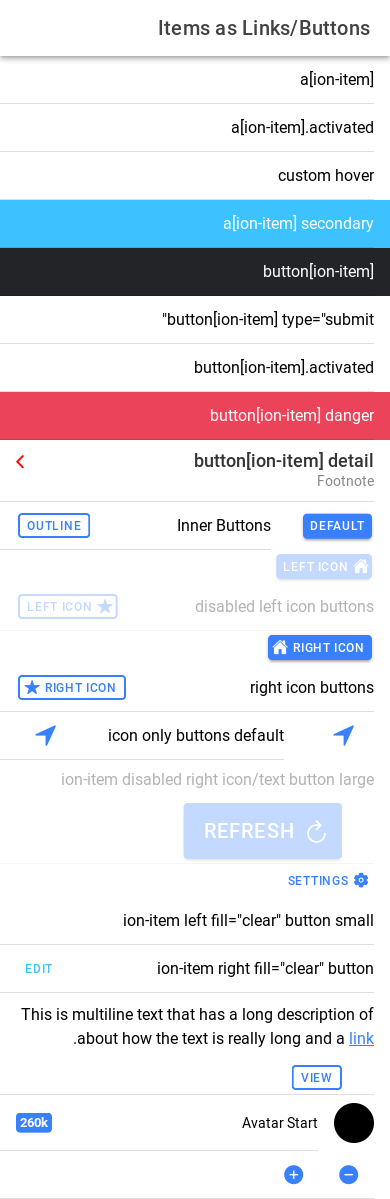 Items as Links/Buttons
a[ion-item]
a[ion-item].activated
custom hover
a[ion-item] secondary
button[ion-item]
"button[ion-item] type="submit
button[ion-item].activated
button[ion-item] danger
button[ion-item] detail
Footnote
DEFAULT
Inner Buttons
OUTLINE
LEFT ICON
disabled left icon buttons
LEFT ICON
RIGHT ICON
right icon buttons
RIGHT ICON
icon only buttons default
ion-item disabled right icon/text button large
REFRESH
SETTINGS
ion-item left fill="clear" button small
ion-item right fill="clear" button
EDIT
This is multiline text that has a long description of
.about how the text is really long and a link
VIEW
Avatar Start
260k